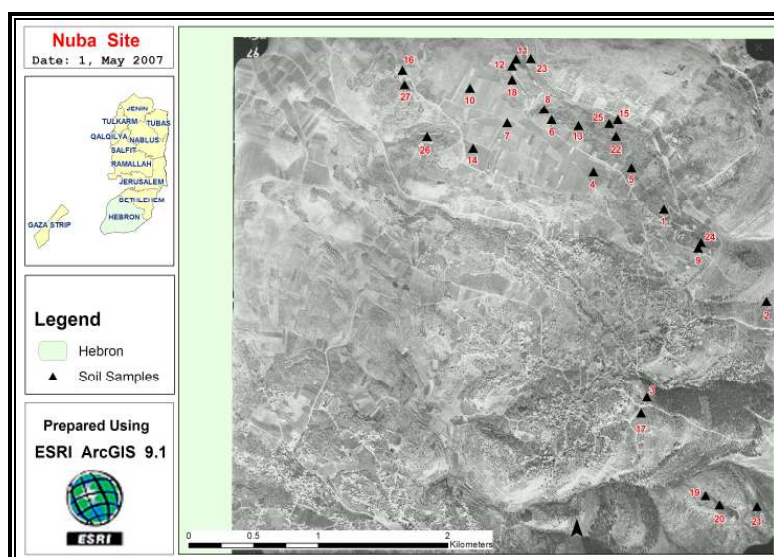 Nuba Site
Date: 1, May 2007
JENIN
TULKARM
TUBAS
QALQILYA
NABLUS
SALFIT
RAMALLAH
JERUSALEM
BETHLEHEM
HEBRON
GAZA STRIP
Legend
Hebron
Soil Samples
Prepared Using
ESRI ArcGIS 9.1
ESRI
16
12
23
27
10
18
8
7
6
13
25
15
26
14
22
4
5
1
24
9
2
3
17
19
20
0 0.5 1 2
Kilometers